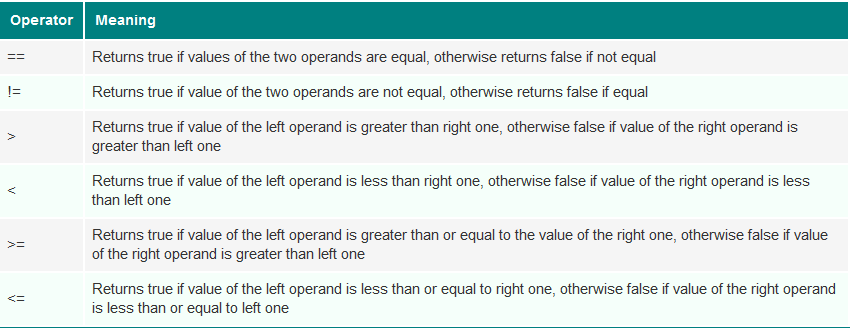 Operator Meaning
== Returns true if values of the two operands are equal, otherwise returns false if not equal
!= Returns true if value of the two operands are not equal, otherwise returns false if equal
> Returns true if value of the left operand is greater than right one, otherwise false if value of the right operand is
greater than left one
< Returns true if value of the left operand is less than right one, otherwise false if value of the right operand is less
than left one
>= Returns true if value of the left operand is greater than or equal to the value of the right one, otherwise false if value
of the right operand is greater than left one
<= Returns true if value of the left operand is less than or equal to right one, otherwise false if value of the right operand
is less than or equal to left one